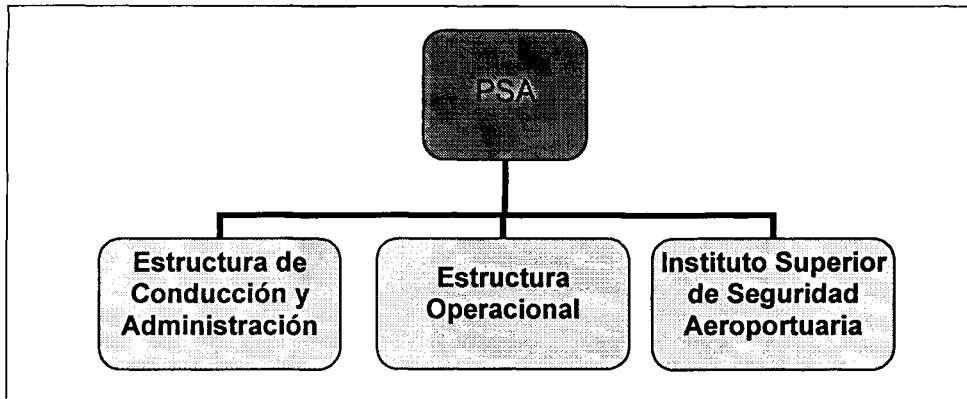 PSA
Estructura de
Conducción y
Administración
Estructura
Operacional
Instituto Superior
de Seguridad
Aeroportuaria